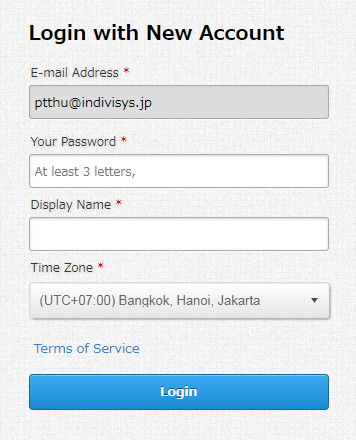 Login with New Account
E-mail Address *
ptthu@indivisys.jp
Your Password *
At least 3 letters,
Display Name *
Time Zone *
(UTC+07:00) Bangkok, Hanoi, Jakarta
Terms of Service
Login